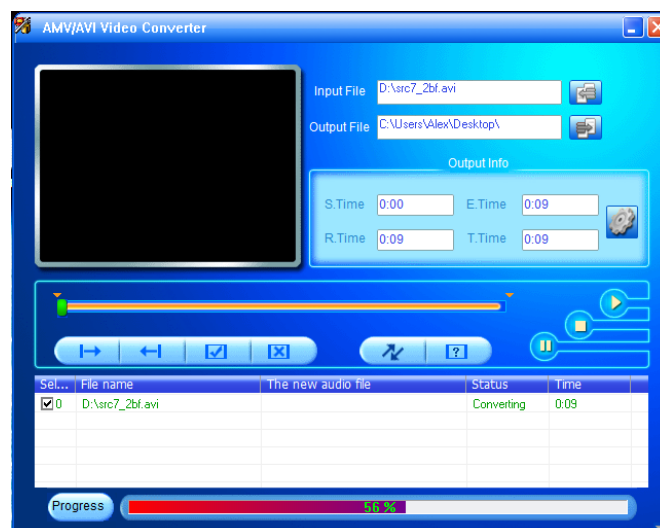 AMV/AVI Video Converter
Input File D:\src7_2bf.avi
Output File C:\Users\Alex\Desktop\
Output Info
S.Time 0:00 E.Time 0:09
R.Time 0:09 T.Time 0:09
Sel... File name The new audio file Status Time
0 D:\src7_2bf.avi Converting 0:09
Progress 56 %